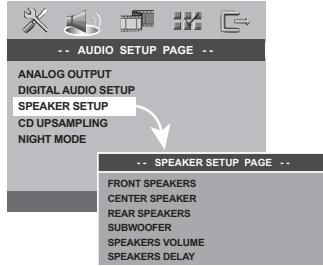 -- AUDIO SETUP PAGE --
ANALOG OUTPUT
DIGITAL AUDIO SETUP
SPEAKER SETUP
CD UPSAMPLING
NIGHT MODE
-- SPEAKER SETUP PAGE --
FRONT SPEAKERS
CENTER SPEAKER
REAR SPEAKERS
SUBWOOFER
SPEAKERS VOLUME
SPEAKERS DELAY